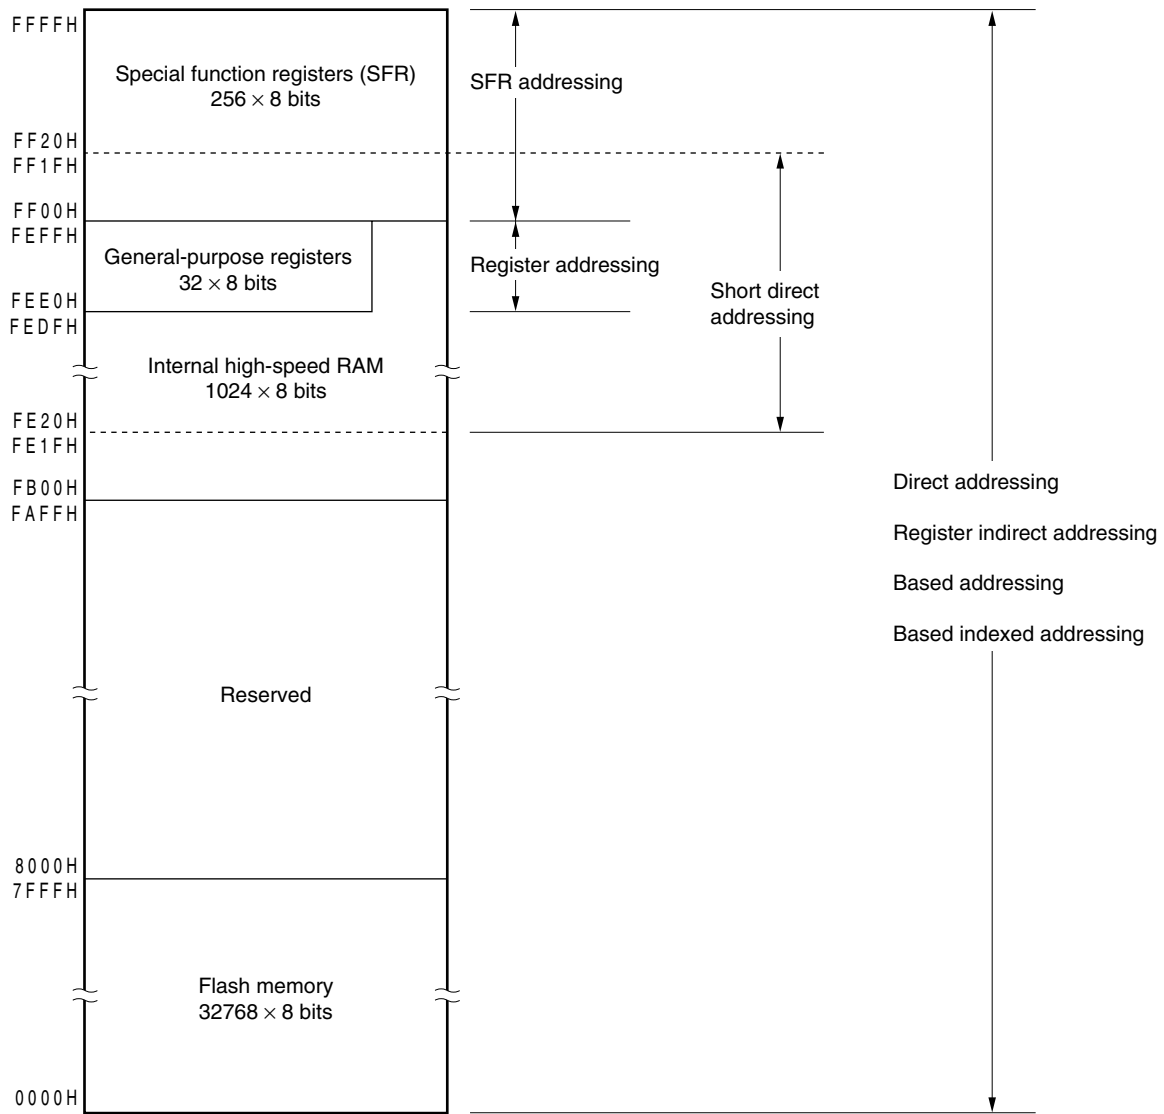 FFFFH
Special function registers (SFR)
256 × 8 bits
SFR addressing
FF20H
FF1FH
FF00H
FEFFH
General-purpose registers
32 × 8 bits
Register addressing
Short direct
addressing
FEE0H
FEDFH
Internal high-speed RAM
1024 × 8 bits
FE20H
FE1FH
FB00H
FAFFH
Direct addressing
Register indirect addressing
Based addressing
Based indexed addressing
Reserved
8000H
7FFFH
Flash memory
32768 × 8 bits
0000H